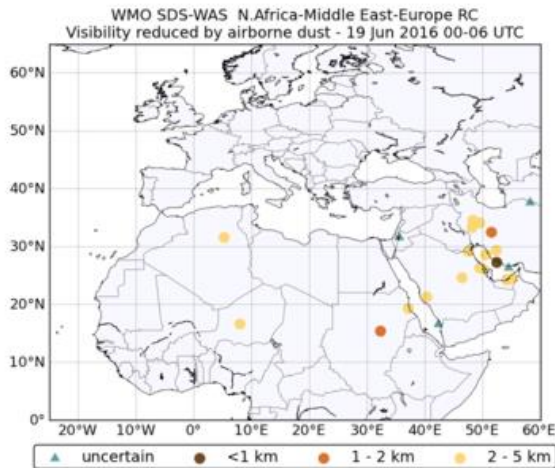 WMO SDS-WAS N.Africa-Middle East-Europe RC
Visibility reduced by airborne dust - 19 Jun 2016 00-06 UTC
60°N
50°N
40°N
30°N
20°N
10°N
0°
20°W 10°W 0° 10°E 20°E 30°E 40°E 50°E 60°E
uncertain <1 km 1 - 2 km 2 - 5 km